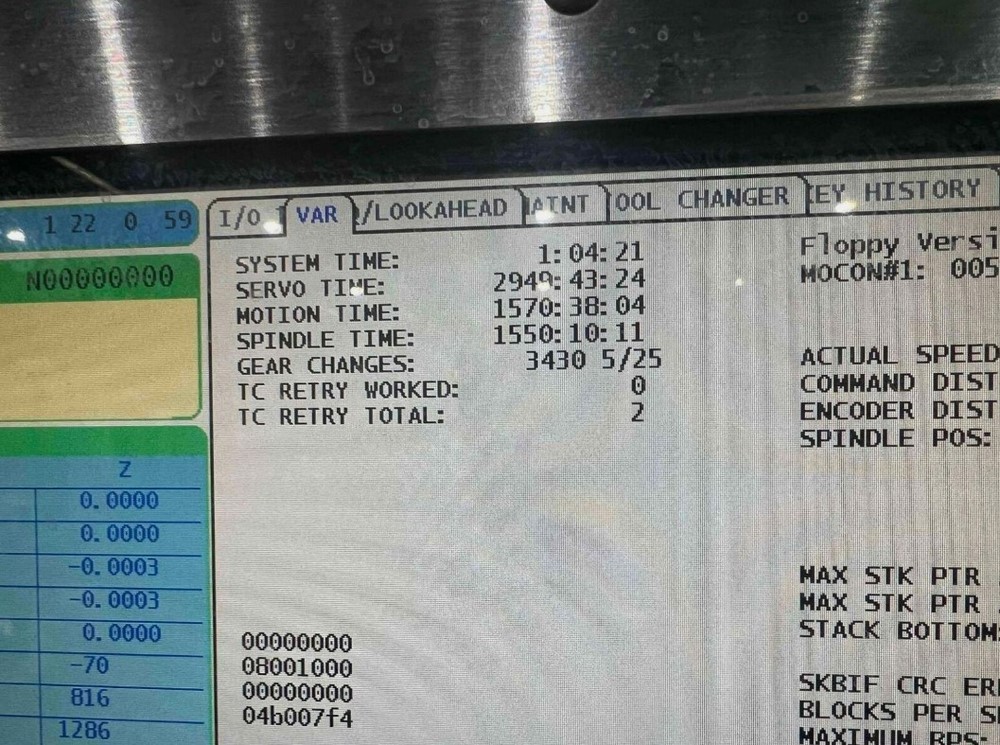 1 22 0 59
I/O VAR /LOOKAHEAD AINT OOL CHANGER EY HISTORY
N00000000
SYSTEM TIME: 1:04:21
SERVO TIME: 2949:43:24
MOTION TIME: 1570:38:04
SPINDLE TIME: 1550:10:11
GEAR CHANGES: 3430 5/25
TC RETRY WORKED: 0
TC RETRY TOTAL: 2
Floppy Versi
MOCON#1: 005
ACTUAL SPEED
COMMAND DIST
ENCODER DIST
SPINDLE POS:
Z
0.0000
0.0000
-0.0003
-0.0003
0.0000
-70
816
1286
00000000
08001000
00000000
04b007f4
MAX STK PTR
MAX STK PTR
STACK BOTTOM:
SKBIF CRC ERR
BLOCKS PER S
MAXIMUM BPS: